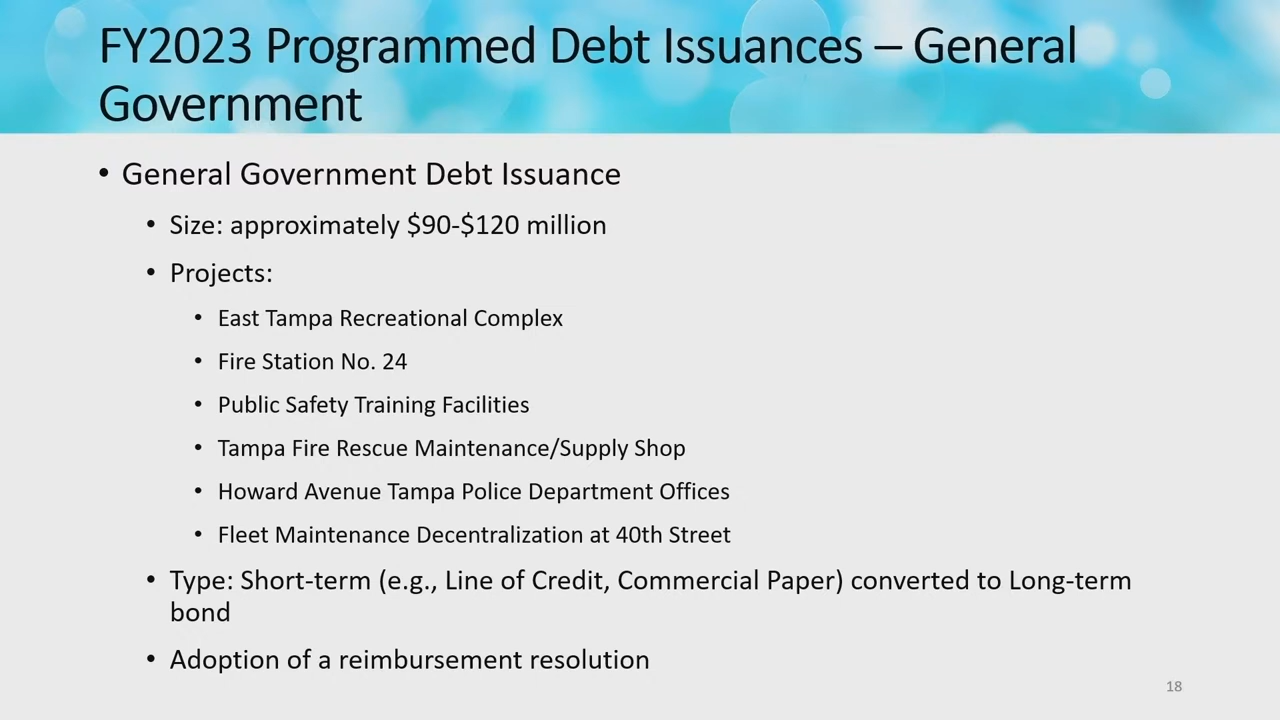 FY2023 Programmed Debt Issuances – General
Government
• General Government Debt Issuance
• Size: approximately $90-$120 million
• Projects:
• East Tampa Recreational Complex
• Fire Station No. 24
• Public Safety Training Facilities
• Tampa Fire Rescue Maintenance/Supply Shop
• Howard Avenue Tampa Police Department Offices
• Fleet Maintenance Decentralization at 40th Street
• Type: Short-term (e.g., Line of Credit, Commercial Paper) converted to Long-term
bond
• Adoption of a reimbursement resolution
18